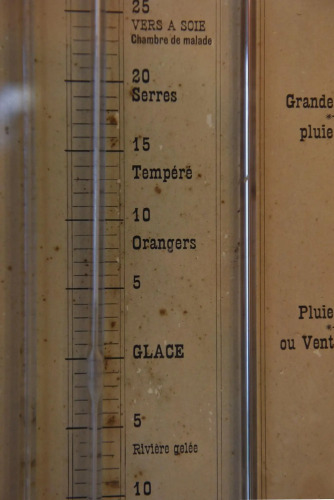 25
VERS A SOIE
Chambre de malade
20
Serres
15
Tempéré
10
Orangers
5
GLACE
5
Rivière gelée
10
Grande
pluie
Pluie
ou Vent